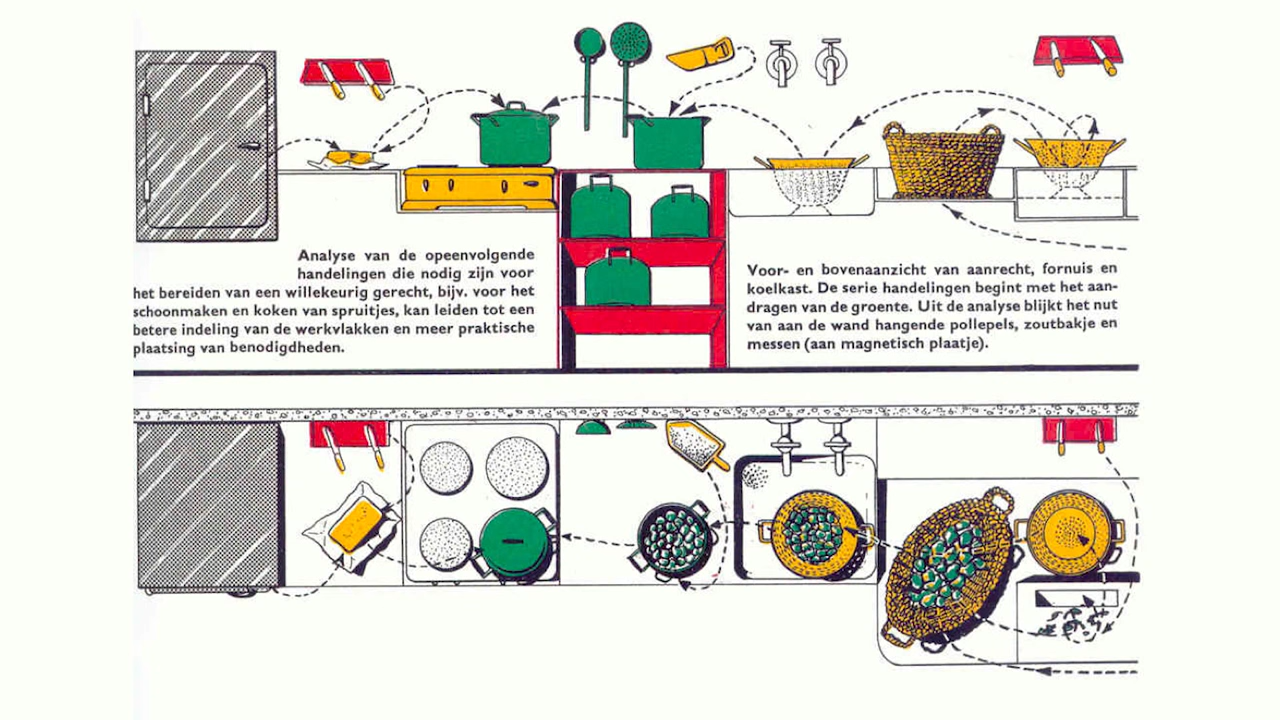 Analyse van de opeenvolgende
handelingen die nodig zijn voor
het bereiden van een willekeurig gerecht, bijv. voor het
schoonmaken en koken van spruitjes, kan leiden tot een
betere indeling van de werkvlakken en meer praktische
plaatsing van benodigdheden.
Voor- en bovenaanzicht van aanrecht, fornuis en
koelkast. De serie handelingen begint met het aan-
dragen van de groente. Uit de analyse blijkt het nut
van aan de wand hangende pollepels, zoutbakje en
messen (aan magnetisch plaatje).